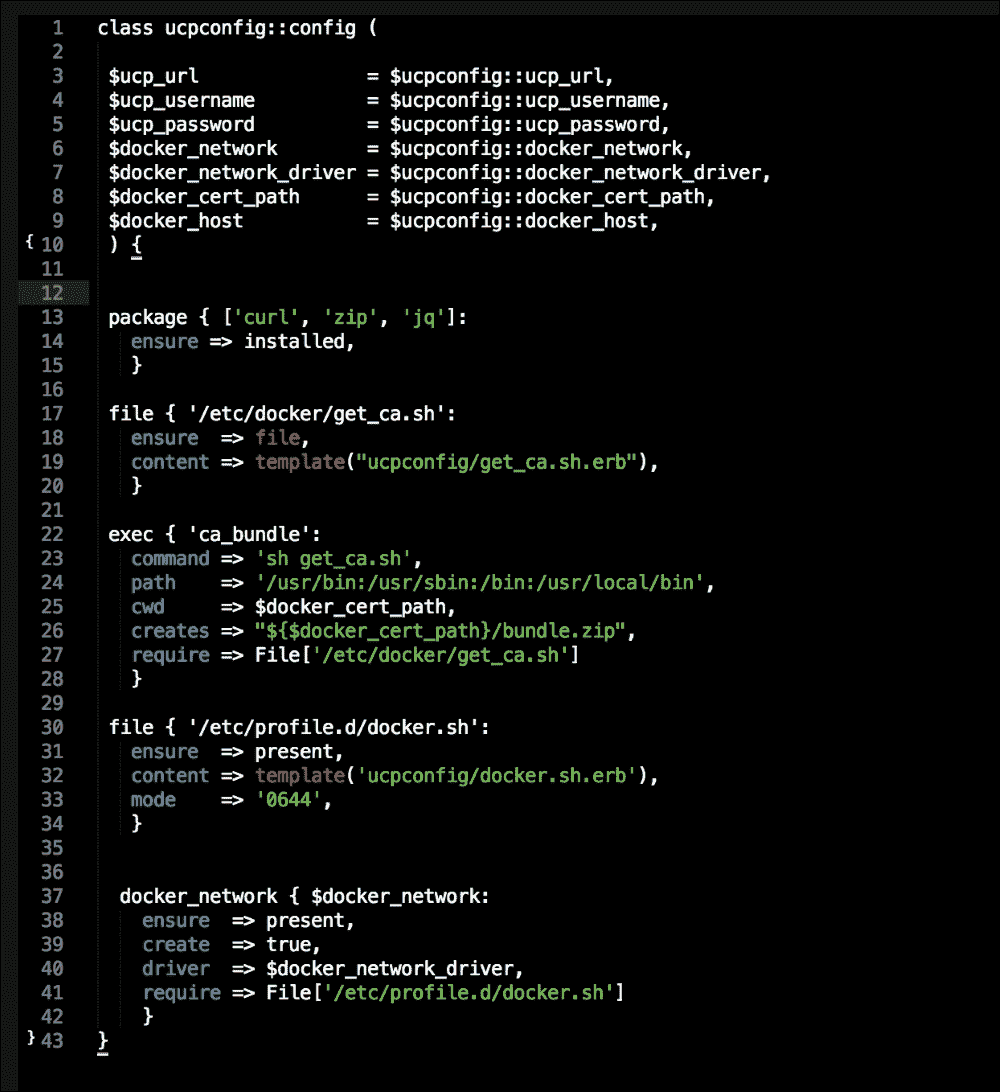 1 class ucpconfig::config (
2
3 $ucp_url = $ucpconfig::ucp_url,
4 $ucp_username = $ucpconfig::ucp_username,
5 $ucp_password = $ucpconfig::ucp_password,
6 $docker_network = $ucpconfig::docker_network,
7 $docker_network_driver = $ucpconfig::docker_network_driver,
8 $docker_cert_path = $ucpconfig::docker_cert_path,
9 $docker_host = $ucpconfig::docker_host,
{ 10 ) {
11
12
13 package { ['curl', 'zip', 'jq']:
14 ensure => installed,
15 }
16
17 file { '/etc/docker/get_ca.sh':
18 ensure => file,
19 content => template("ucpconfig/get_ca.sh.erb"),
20 }
21
22 exec { 'ca_bundle':
23 command => 'sh get_ca.sh',
24 path => '/usr/bin:/usr/sbin:/bin:/usr/local/bin',
25 cwd => $docker_cert_path,
26 creates => "${$docker_cert_path}/bundle.zip",
27 require => File['/etc/docker/get_ca.sh']
28 }
29
30 file { '/etc/profile.d/docker.sh':
31 ensure => present,
32 content => template('ucpconfig/docker.sh.erb'),
33 mode => '0644',
34 }
35
36
37 docker_network { $docker_network:
38 ensure => present,
39 create => true,
40 driver => $docker_network_driver,
41 require => File['/etc/profile.d/docker.sh']
42 }
} 43 }